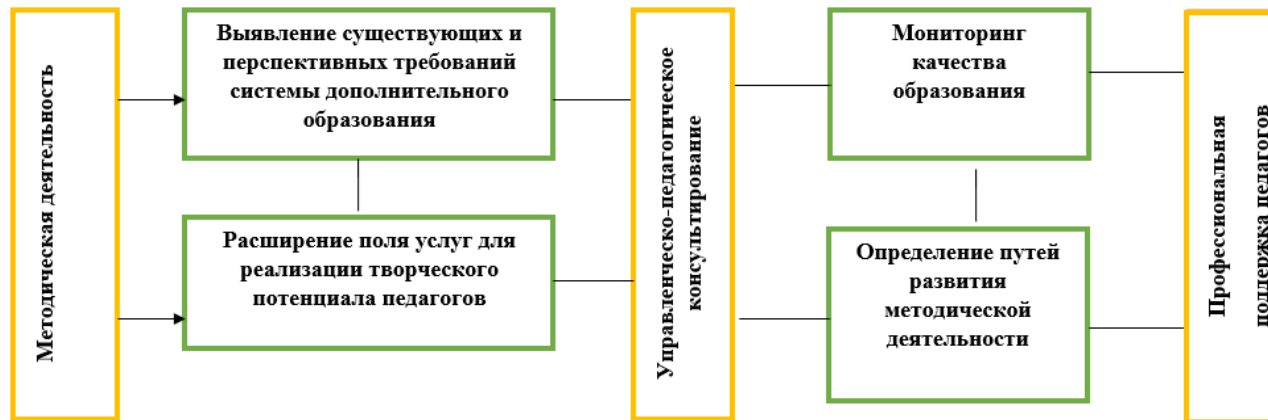 Методическая деятельность
Выявление существующих и
перспективных требований
системы дополнительного
образования
Расширение поля услуг для
реализации творческого
потенциала педагогов
Управленческо-педагогическое
консультирование
Мониторинг
качества
образования
Определение путей
развития
методической
деятельности
Профессиональная
поддержка педагогов